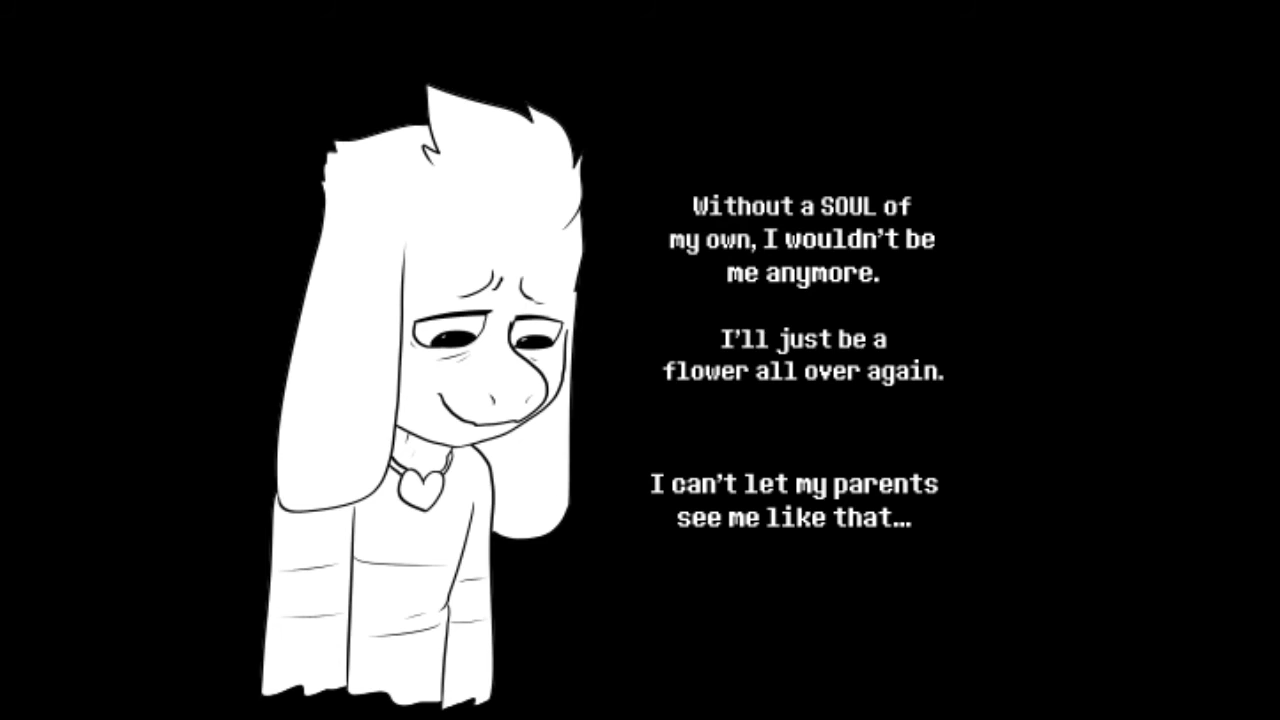 Without a SOUL of
my own, I wouldn't be
me anymore.
I'll just be a
flower all over again.
I can't let my parents
see me like that...